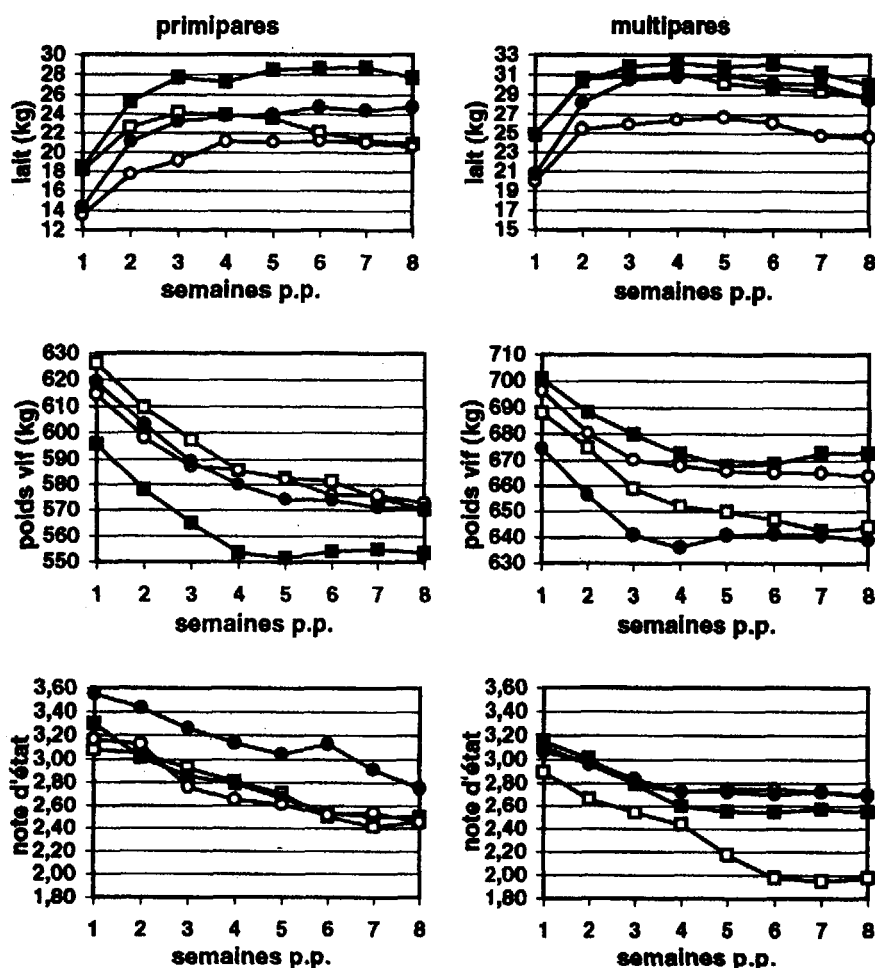 primipares
30
28
26
24
22
20
18
16
14
12
lait (kg)
1 2 3 4 5 6 7 8
semaines p.p.
multipares
33
31
29
27
25
23
21
19
17
15
lait (kg)
1 2 3 4 5 6 7 8
semaines p.p.
630
620
610
600
590
580
570
560
550
poids vif (kg)
1 2 3 4 5 6 7 8
semaines p.p.
710
700
690
680
670
660
650
640
630
poids vif (kg)
1 2 3 4 5 6 7 8
semaines p.p.
3,60
3,40
3,20
3,00
2,80
2,60
2,40
2,20
2,00
1,80
note d'état
1 2 3 4 5 6 7 8
semaines p.p.
3,60
3,40
3,20
3,00
2,80
2,60
2,40
2,20
2,00
1,80
note d'état
1 2 3 4 5 6 7 8
semaines p.p.